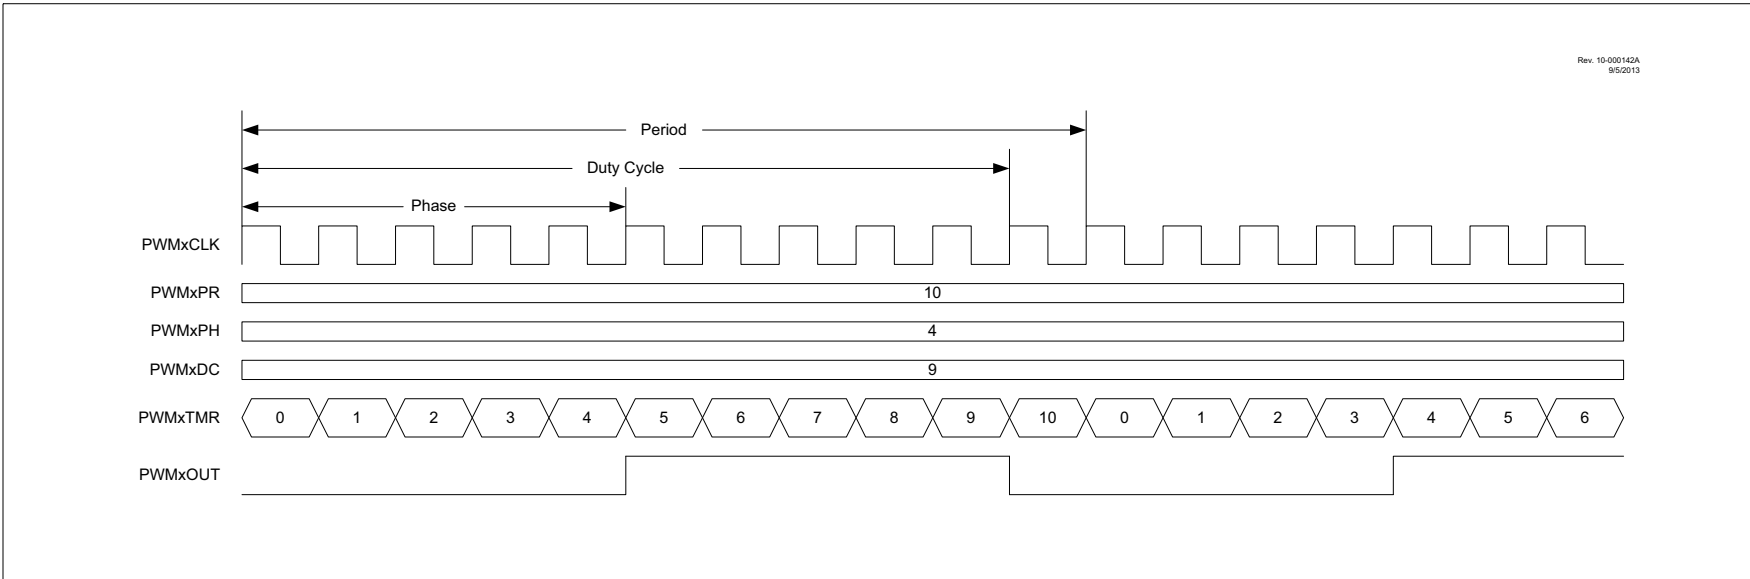 Rev. 10-000142A
9/5/2013
Period
Duty Cycle
Phase
PWMxCLK
PWMxPR 10
PWMxPH 4
PWMxDC 9
PWMxTMR 0 1 2 3 4 5 6 7 8 9 10 0 1 2 3 4 5 6
PWMxOUT